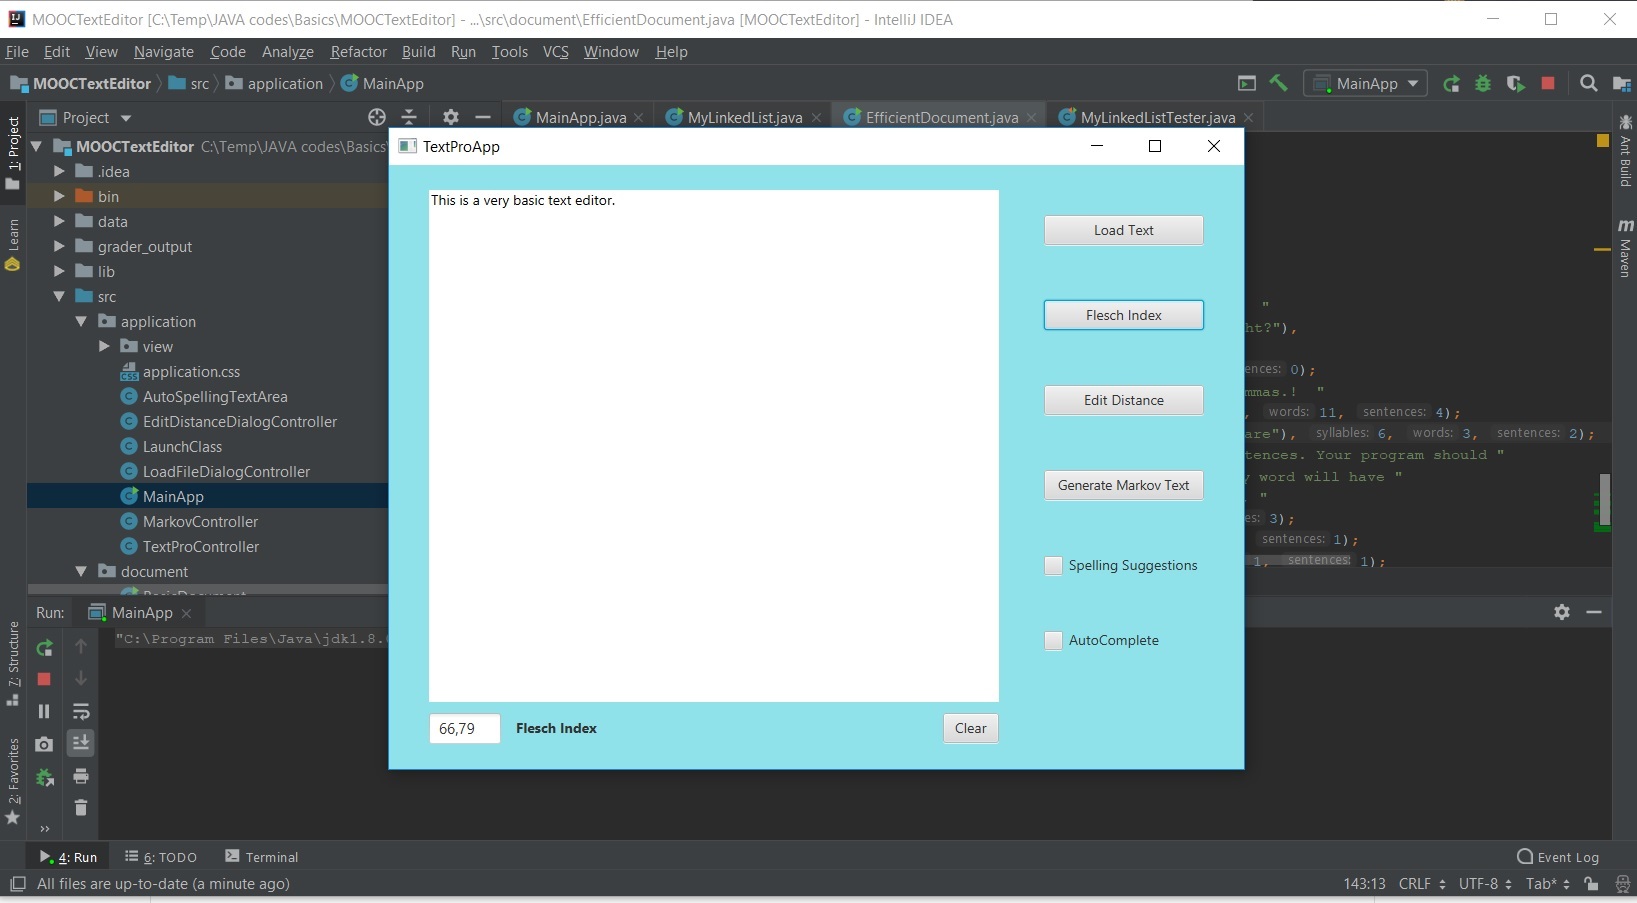 MOOCTextEditor [C:\Temp\JAVA codes\Basics\MOOCTextEditor] - ...\src\document\EfficientDocument.java [MOOCTextEditor] - IntelliJ IDEA
File Edit View Navigate Code Analyze Refactor Build Run Tools VCS Window Help
MOOCTextEditor src application MainApp MainApp
Project MainApp.java MyLinkedList.java EfficientDocument.java MyLinkedListTester.java
1: Project
Learn
7: Structure
2: Favorites
MOOCTextEditor C:\Temp\JAVA codes\Basics
.idea
bin
data
grader_output
lib
src
application
view
application.css
AutoSpellingTextArea
EditDistanceDialogController
LaunchClass
LoadFileDialogController
MainApp
MarkovController
TextProController
document
BasicDocument
TextProApp
This is a very basic text editor.
Load Text
Flesch Index
Edit Distance
Generate Markov Text
Spelling Suggestions
AutoComplete
66,79 Flesch Index Clear
"
ht?"),
ences: 0);
mmas.! "
, words: 11, sentences: 4);
are"), syllables: 6, words: 3, sentences: 2);
tences. Your program should "
y word will have "
. "
es: 3);
sentences: 1);
1, sentences: 1);
Ant Build
m Maven
Run: MainApp
"C:\Program Files\Java\jdk1.8.
4: Run 6: TODO Terminal Event Log
All files are up-to-date (a minute ago) 143:13 CRLF UTF-8 Tab*